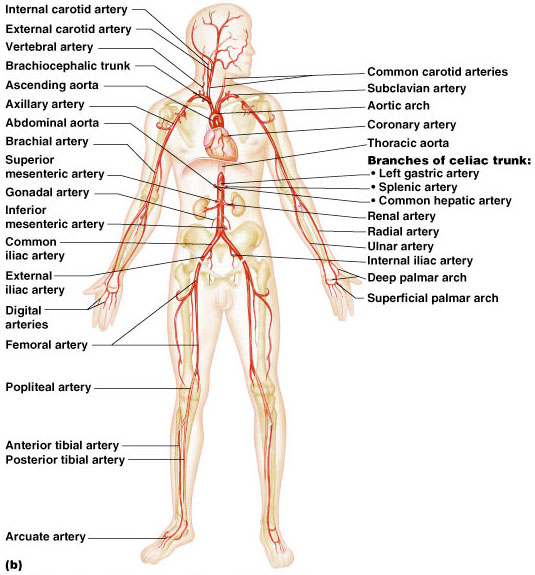 Internal carotid artery
External carotid artery
Vertebral artery
Brachiocephalic trunk
Ascending aorta
Axillary artery
Abdominal aorta
Brachial artery
Superior
mesenteric artery
Gonadal artery
Inferior
mesenteric artery
Common
iliac artery
External
iliac artery
Digital
arteries
Femoral artery
Popliteal artery
Anterior tibial artery
Posterior tibial artery
Arcuate artery
(b)
Common carotid arteries
Subclavian artery
Aortic arch
Coronary artery
Thoracic aorta
Branches of celiac trunk:
• Left gastric artery
• Splenic artery
• Common hepatic artery
Renal artery
Radial artery
Ulnar artery
Internal iliac artery
Deep palmar arch
Superficial palmar arch